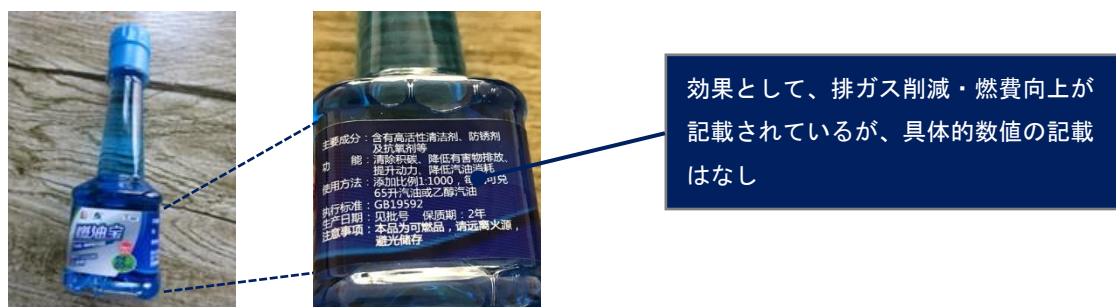 燃油宝
主要成分：含有高活性清洁剂、防锈剂
及抗氧剂等
功 能：清除积碳、降低有害物排放、
提升动力、降低汽油消耗
使用方法：添加比例1:1000，
65升汽油或乙醇汽油
执行标准：GB19592
生产日期：见批号 保质期：2年
注意事项：本品为可燃品，请远离火源，
避光储存
効果として、排ガス削減・燃費向上が
記載されているが、具体的数値の記載
はなし